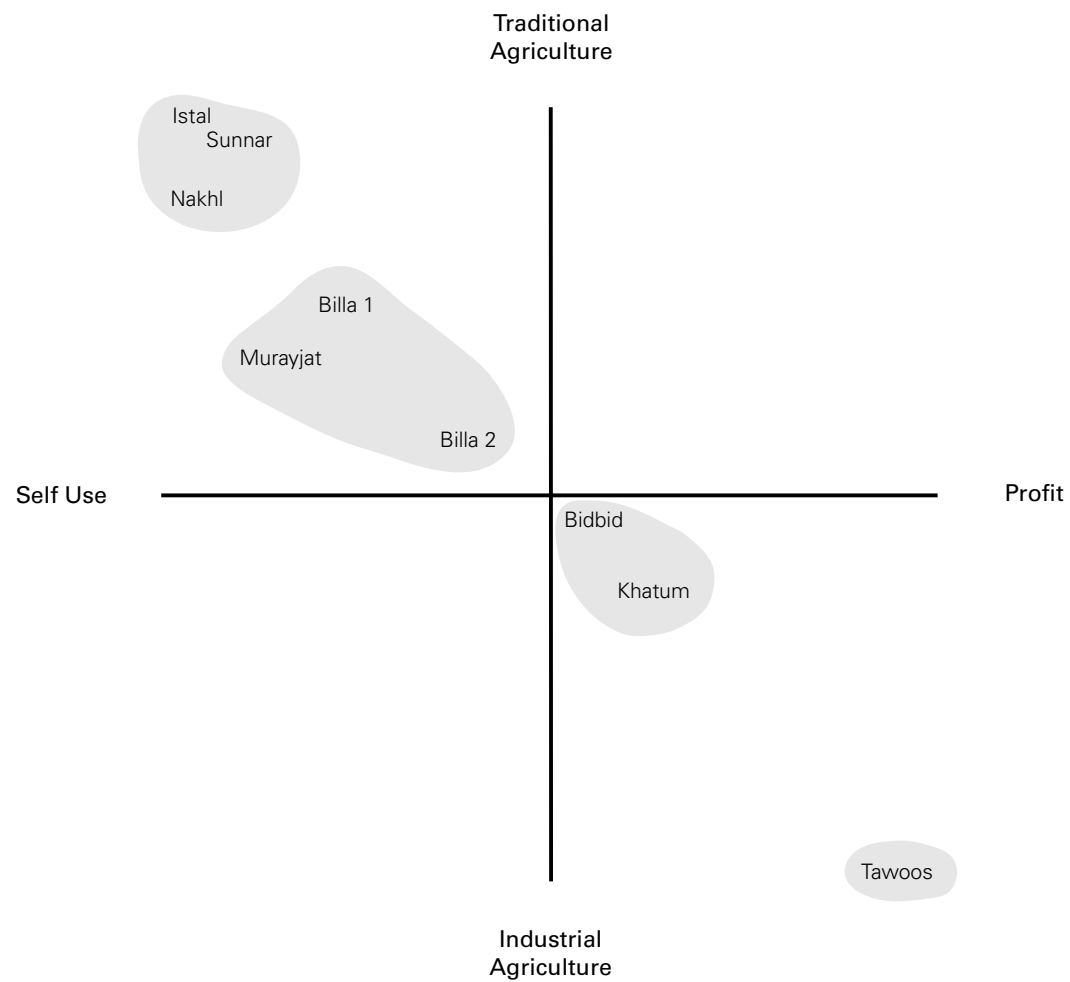 Traditional
Agriculture
Istal
Sunnar
Nakhl
Billa 1
Murayjat
Billa 2
Self Use
Profit
Bidbid
Khatum
Tawoos
Industrial
Agriculture